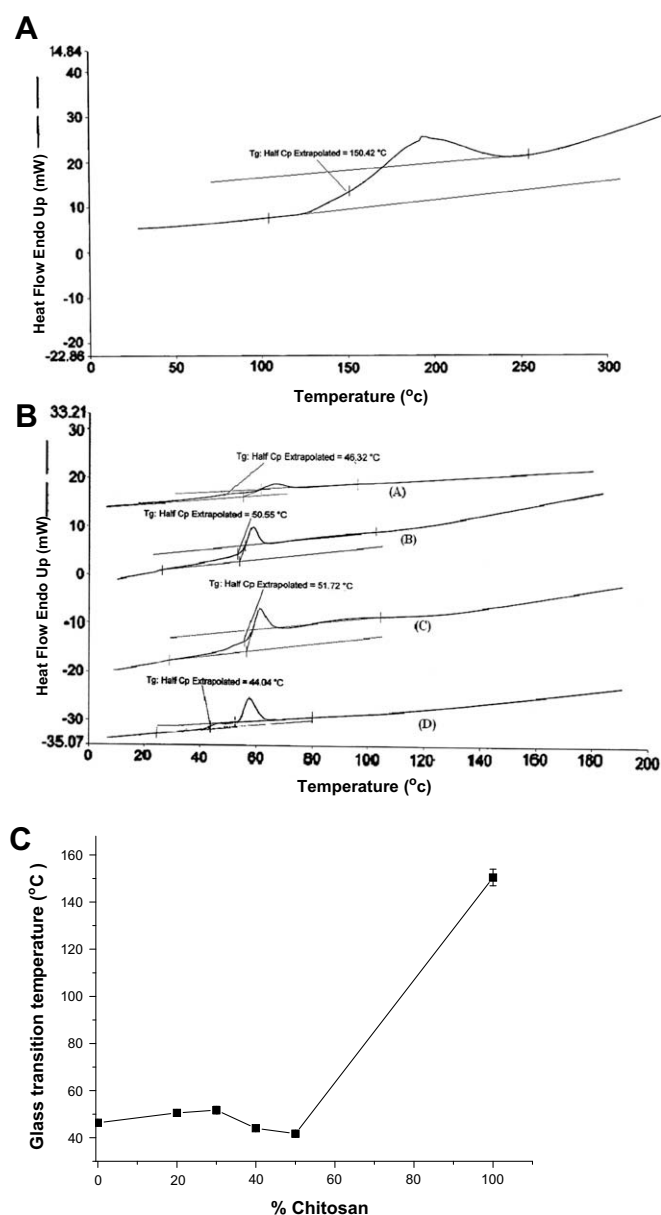 A
14.84
40
30
20
10
0
-10
-20
-22.86
Heat Flow Endo Up (mW)
Tg: Half Cp Extrapolated = 150.42 °C
0 50 100 150 200 250 300
Temperature (°c)
B
33.21
30
20
10
0
-10
-20
-30
-35.07
Heat Flow Endo Up (mW)
Tg: Half Cp Extrapolated = 46.32 °C
(A)
Tg: Half Cp Extrapolated = 50.55 °C
(B)
Tg: Half Cp Extrapolated = 51.72 °C
(C)
Tg: Half Cp Extrapolated = 44.04 °C
(D)
0 20 40 60 80 100 120 140 160 180 200
Temperature (°c)
C
160
140
120
100
80
60
40
Glass transition temperature (°C )
0 20 40 60 80 100
% Chitosan